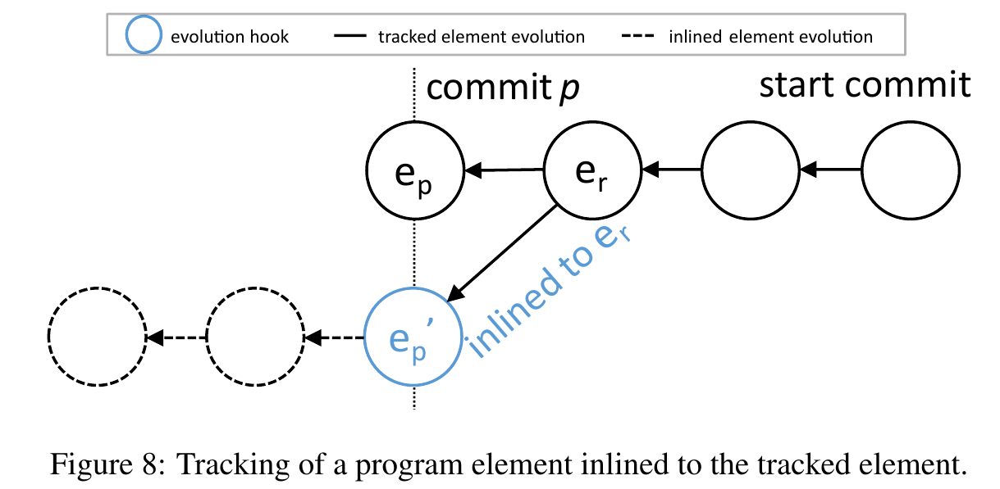 evolution hook tracked element evolution inlined element evolution
commit p start commit
e_p e_r
inlined to e_r
e_p’
Figure 8: Tracking of a program element inlined to the tracked element.